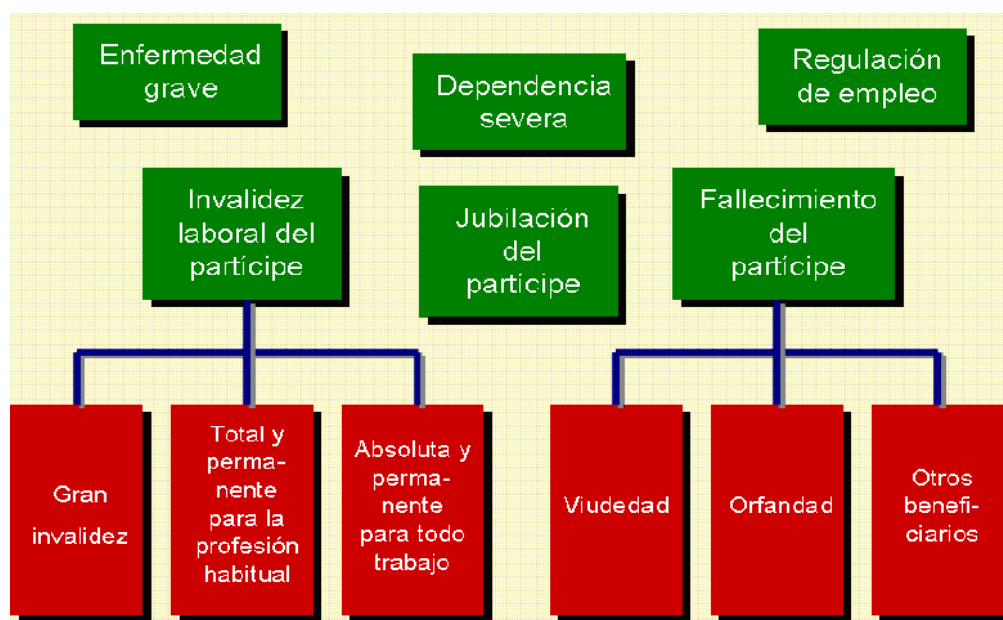 Enfermedad
grave
Dependencia
severa
Regulación
de empleo
Invalidez
laboral del
partícipe
Jubilación
del
partícipe
Fallecimiento
del
partícipe
Gran
invalidez
Total y
perma-
nente
para la
profesión
habitual
Absoluta y
perma-
nente
para todo
trabajo
Viudedad
Orfandad
Otros
benefi-
ciarios